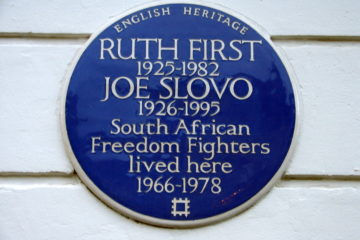 ENGLISH HERITAGE
RUTH FIRST
1925-1982
JOE SLOVO
1926-1995
South African
Freedom Fighters
lived here
1966-1978